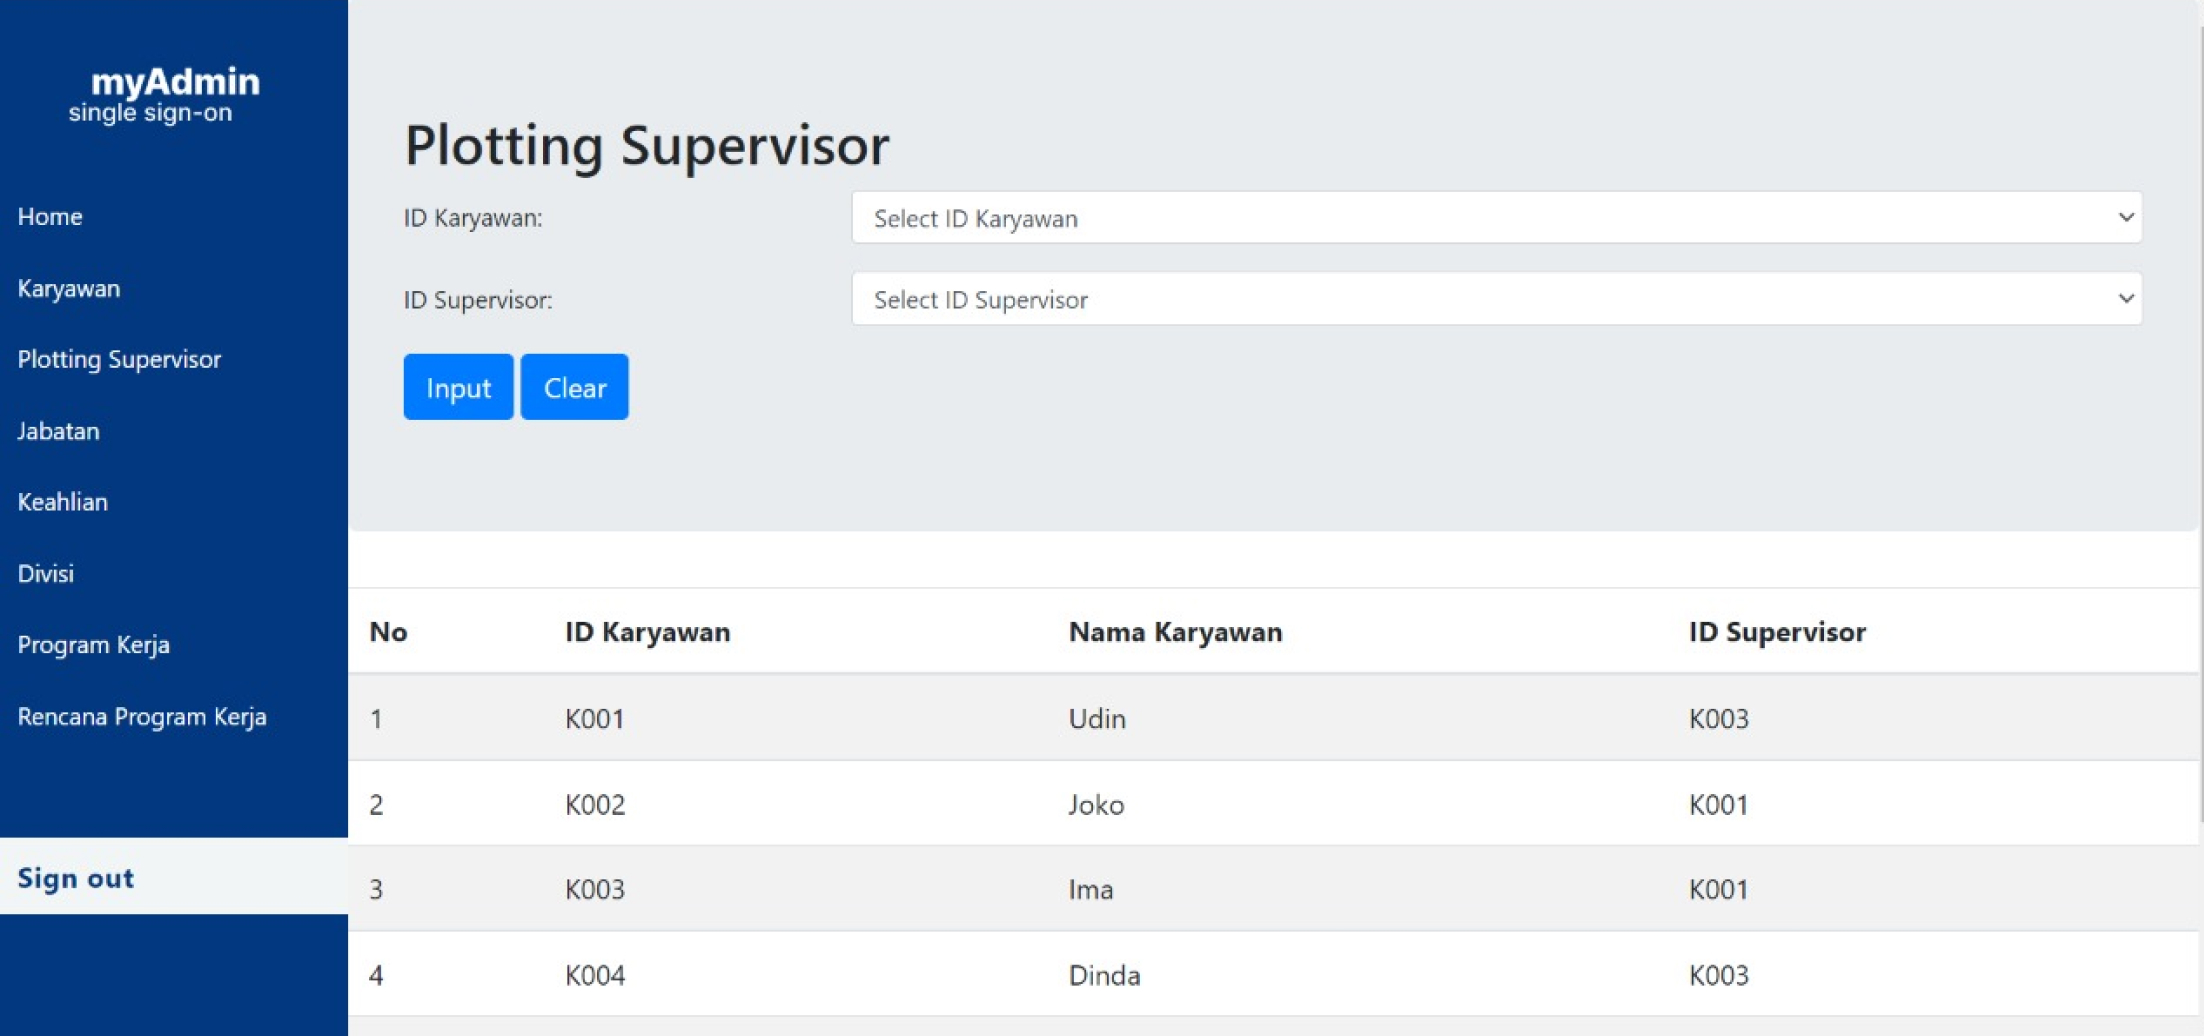 myAdmin
single sign-on
Home
Karyawan
Plotting Supervisor
Jabatan
Keahlian
Divisi
Program Kerja
Rencana Program Kerja
Sign out
Plotting Supervisor
ID Karyawan: Select ID Karyawan
ID Supervisor: Select ID Supervisor
Input Clear
No ID Karyawan Nama Karyawan ID Supervisor
1 K001 Udin K003
2 K002 Joko K001
3 K003 Ima K001
4 K004 Dinda K003